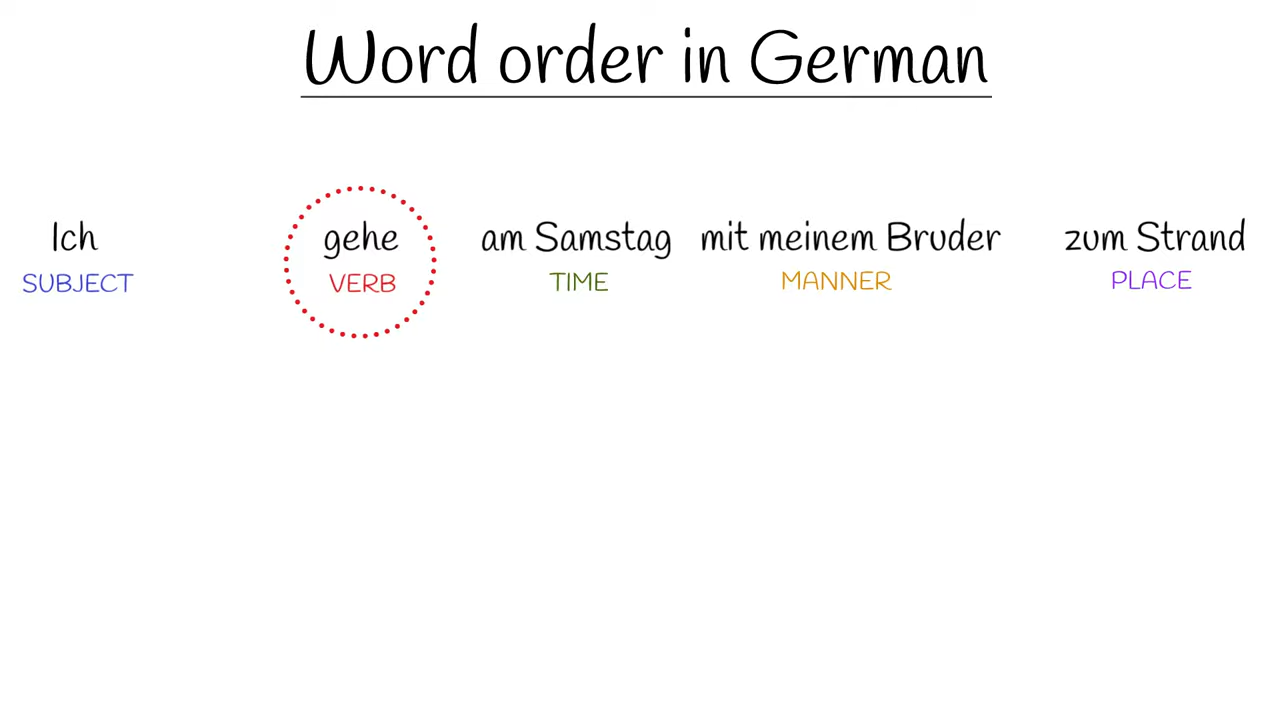 Word order in German
Ich gehe am Samstag mit meinem Bruder zum Strand
SUBJECT VERB TIME MANNER PLACE